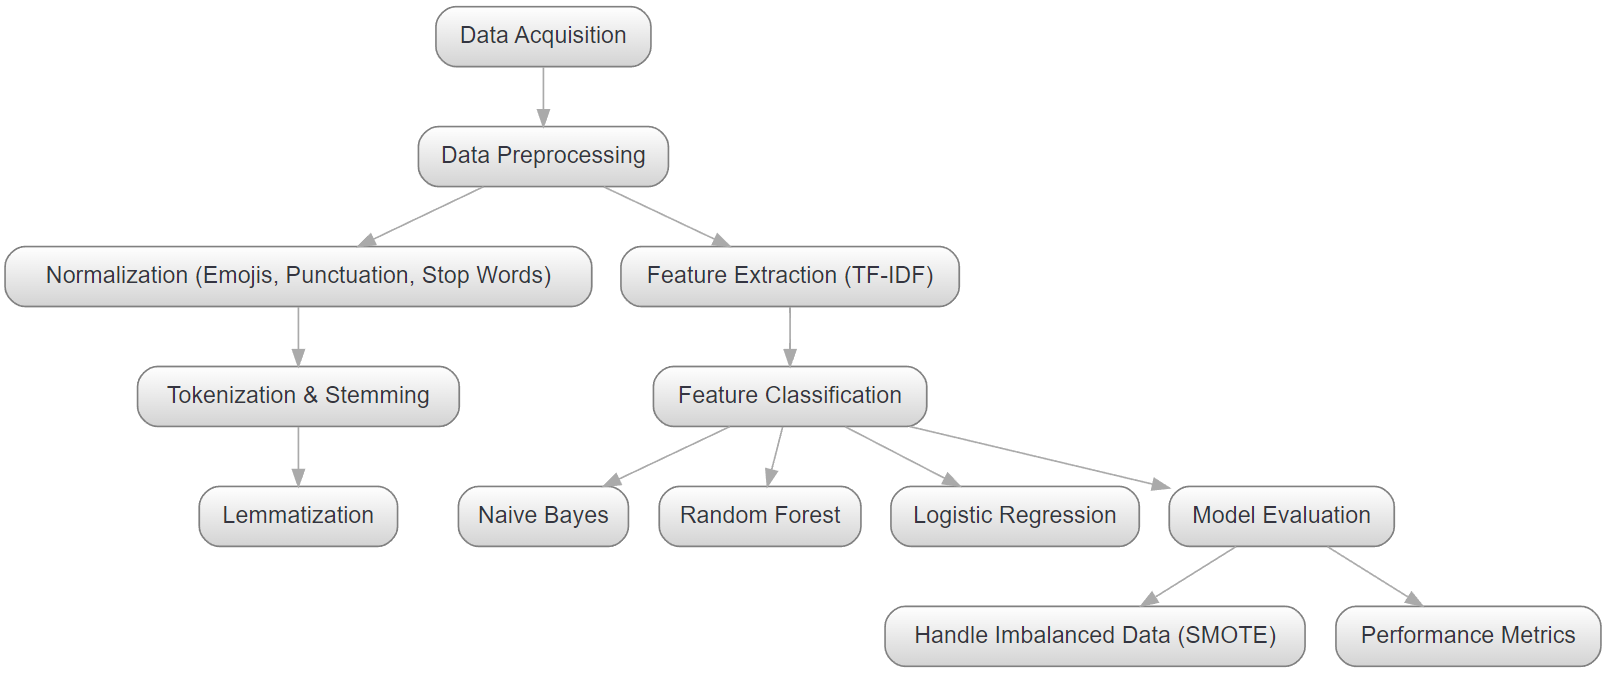 Data Acquisition
Data Preprocessing
Normalization (Emojis, Punctuation, Stop Words)
Feature Extraction (TF-IDF)
Tokenization & Stemming
Feature Classification
Lemmatization
Naive Bayes
Random Forest
Logistic Regression
Model Evaluation
Handle Imbalanced Data (SMOTE)
Performance Metrics